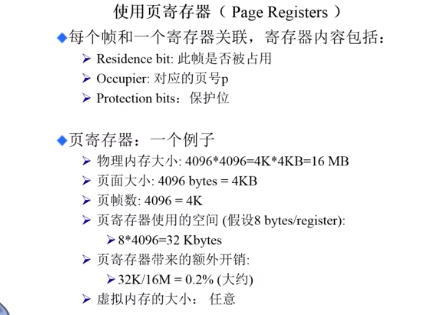 使用页寄存器（ Page Registers ）
每个帧和一个寄存器关联，寄存器内容包括：
Residence bit: 此帧是否被占用
Occupier: 对应的页号p
Protection bits：保护位
页寄存器：一个例子
物理内存大小: 4096*4096=4K*4KB=16 MB
页面大小: 4096 bytes = 4KB
页帧数: 4096 = 4K
页寄存器使用的空间 (假设8 bytes/register):
8*4096=32 Kbytes
页寄存器带来的额外开销:
32K/16M = 0.2% (大约)
虚拟内存的大小： 任意